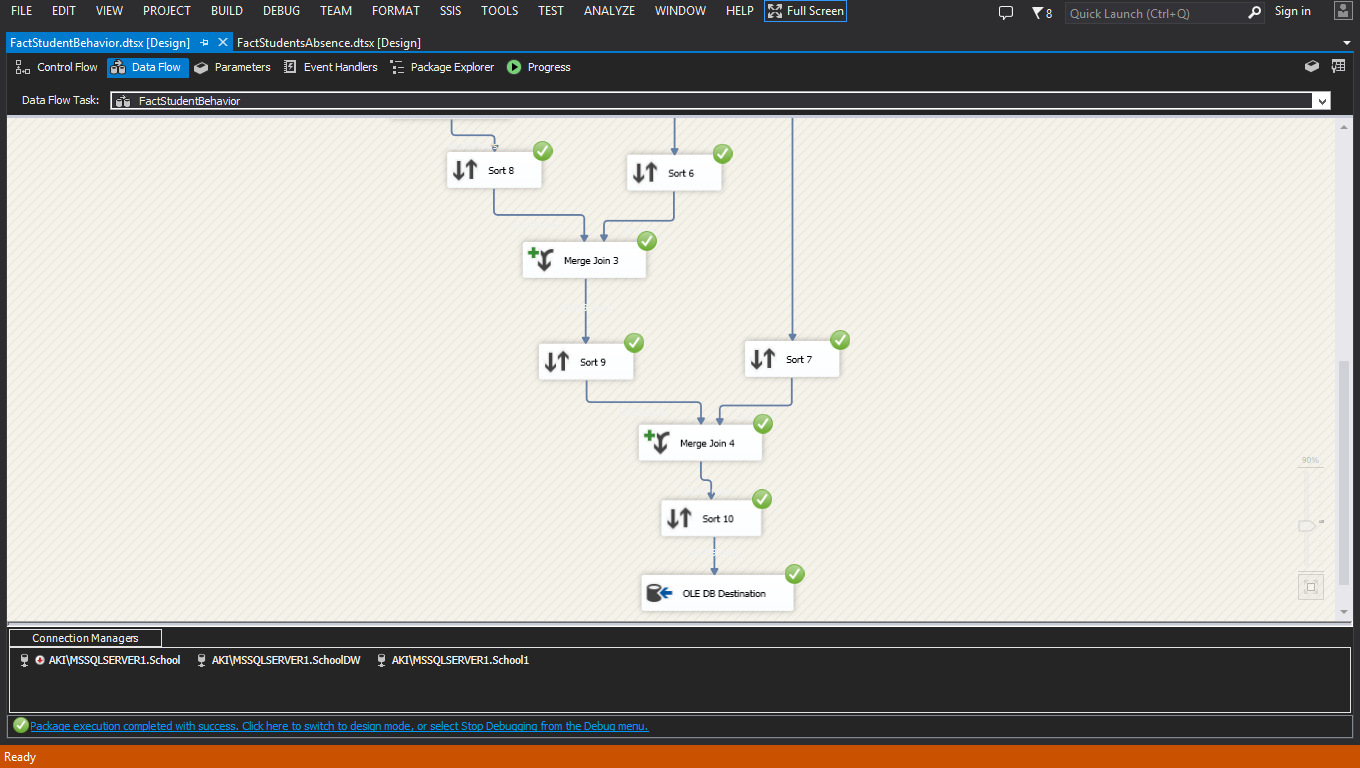 FILE EDIT VIEW PROJECT BUILD DEBUG TEAM FORMAT SSIS TOOLS TEST ANALYZE WINDOW HELP Full Screen 8 Quick Launch (Ctrl+Q) Sign in
FactStudentBehavior.dtsx [Design] FactStudentsAbsence.dtsx [Design]
Control Flow Data Flow Parameters Event Handlers Package Explorer Progress
Data Flow Task: FactStudentBehavior
Sort 8 Sort 6
Merge Join 3
Sort 9 Sort 7
Merge Join 4
90%
Sort 10
OLE DB Destination
Connection Managers
AKI\MSSQLSERVER1.School AKI\MSSQLSERVER1.SchoolDW AKI\MSSQLSERVER1.School1
Package execution completed with success. Click here to switch to design mode, or select Stop Debugging from the Debug menu.
Ready